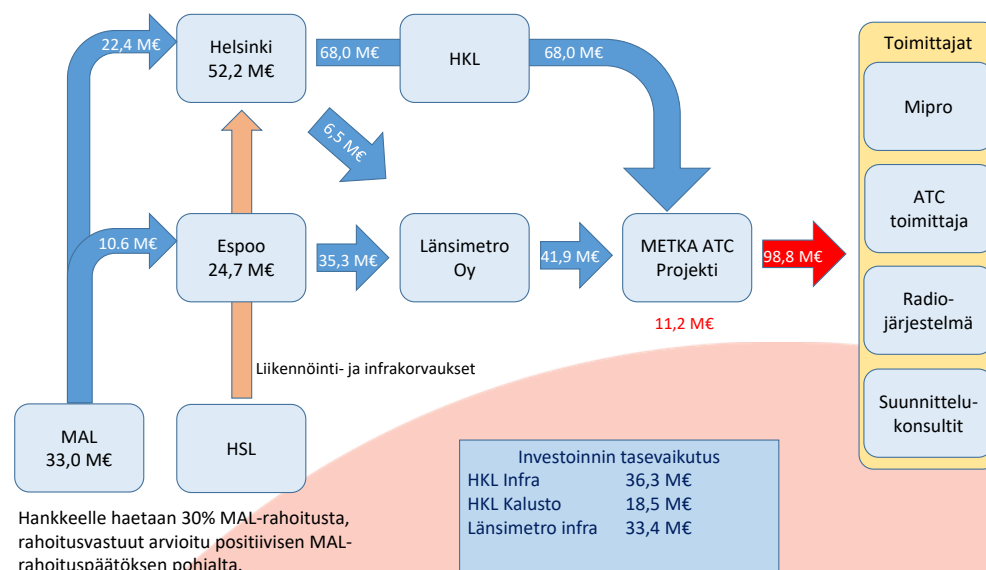 22,4 M€
Helsinki
52,2 M€
68,0 M€
HKL
68,0 M€
Toimittajat
Mipro
6,5 M€
ATC
toimittaja
10.6 M€
Espoo
24,7 M€
35,3 M€
Länsimetro
Oy
41,9 M€
METKA ATC
Projekti
98,8 M€
11,2 M€
Radio-
järjestelmä
Liikennöinti- ja infrakorvaukset
Suunnittelu-
konsultit
MAL
33,0 M€
HSL
Investoinnin tasevaikutus
HKL Infra 36,3 M€
HKL Kalusto 18,5 M€
Länsimetro infra 33,4 M€
Hankkeelle haetaan 30% MAL-rahoitusta,
rahoitusvastuut arvioitu positiivisen MAL-
rahoituspäätöksen pohjalta.